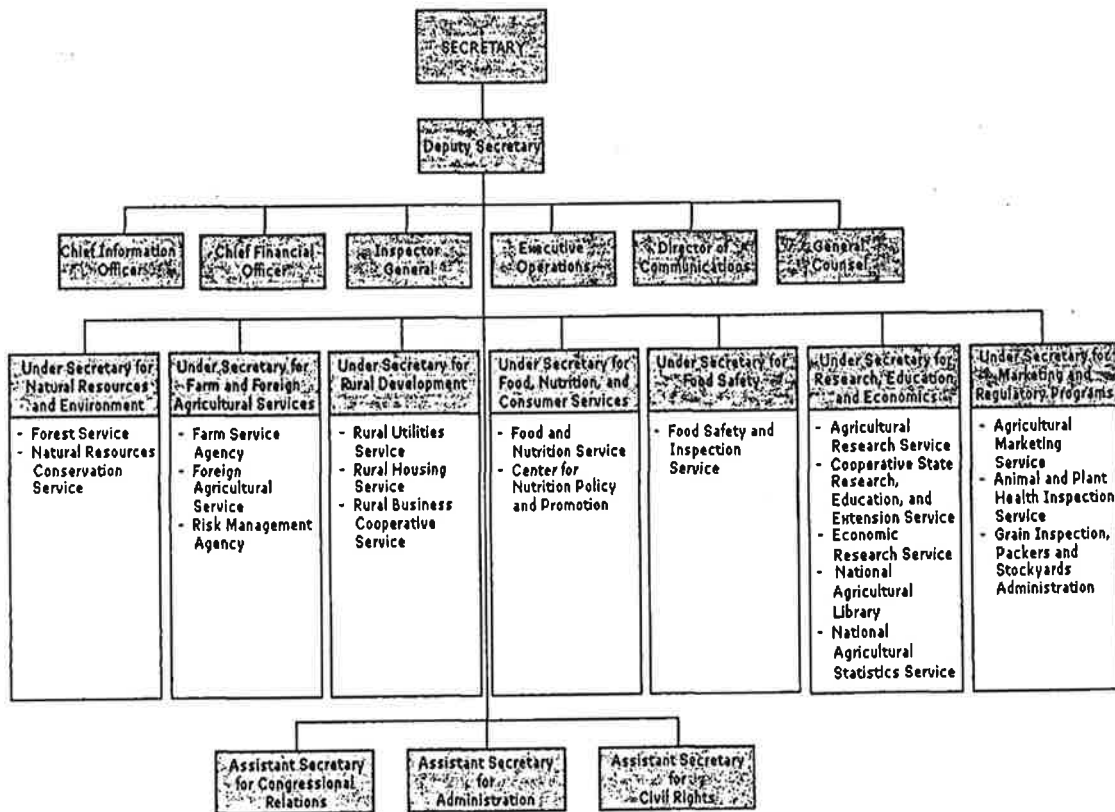 SECRETARY
Deputy Secretary
Chief Information
Officer
Chief Financial
Officer
Inspector
General
Executive
Operations
Director of
Communications
General
Counsel
Under Secretary for
Natural Resources
and Environment
- Forest Service
- Natural Resources
Conservation
Service
Under Secretary for
Farm and Foreign
Agricultural Services
- Farm Service
Agency
- Foreign
Agricultural
Service
- Risk Management
Agency
Under Secretary for
Rural Development
- Rural Utilities
Service
- Rural Housing
Service
- Rural Business
Cooperative
Service
Under Secretary for
Food, Nutrition, and
Consumer Services
- Food and
Nutrition Service
- Center for
Nutrition Policy
and Promotion
Under Secretary for
Food Safety
- Food Safety and
Inspection
Service
Under Secretary for
Research, Education
and Economics
- Agricultural
Research Service
- Cooperative State
Research,
Education, and
Extension Service
- Economic
Research Service
- National
Agricultural
Library
- National
Agricultural
Statistics Service
Under Secretary for
Marketing and
Regulatory Programs
- Agricultural
Marketing
Service
- Animal and Plant
Health Inspection
Service
- Grain Inspection,
Packers and
Stockyards
Administration
Assistant Secretary
for Congressional
Relations
Assistant Secretary
for
Administration
Assistant Secretary
for
Civil Rights